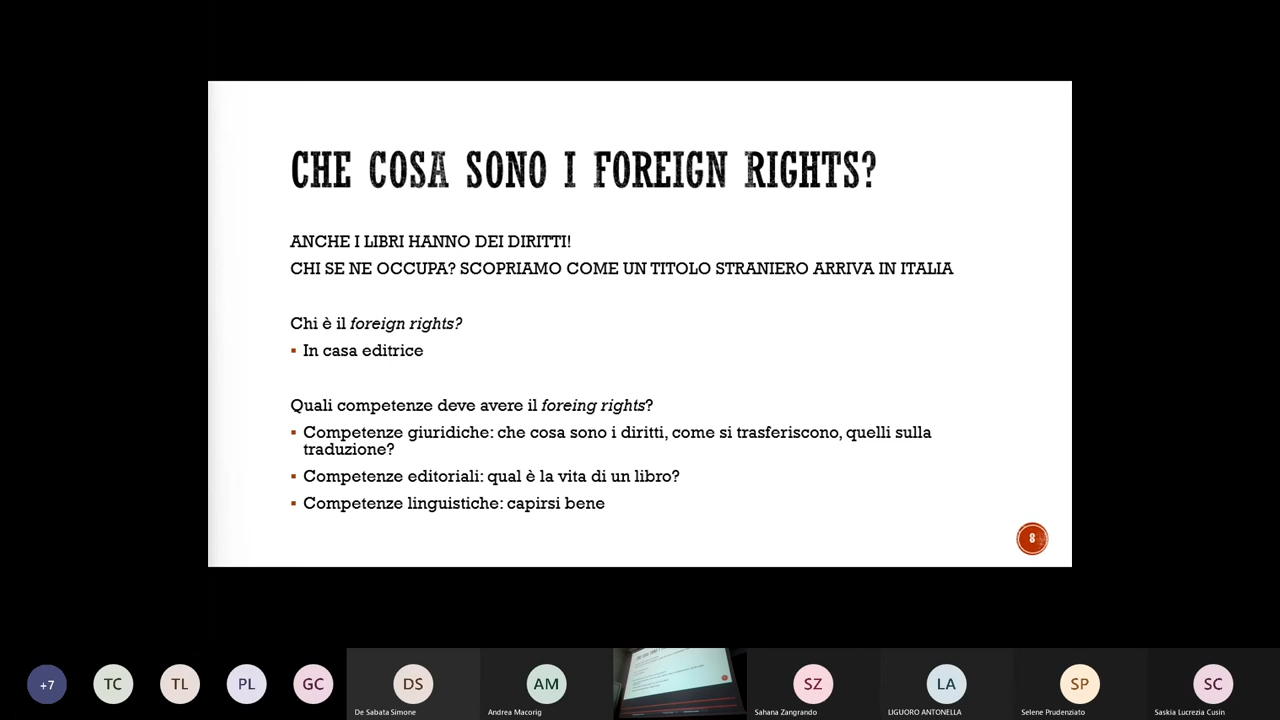 CHE COSA SONO I FOREIGN RIGHTS?
ANCHE I LIBRI HANNO DEI DIRITTI!
CHI SE NE OCCUPA? SCOPRIAMO COME UN TITOLO STRANIERO ARRIVA IN ITALIA
Chi è il foreign rights?
▪ In casa editrice
Quali competenze deve avere il foreing rights?
▪ Competenze giuridiche: che cosa sono i diritti, come si trasferiscono, quelli sulla
traduzione?
▪ Competenze editoriali: qual è la vita di un libro?
▪ Competenze linguistiche: capirsi bene
8
+7 TC TL PL GC DS AM SZ LA SP SC
De Sabata Simone Andrea Macorig Sahana Zangrando LIGUORO ANTONELLA Selene Prudenziato Saskia Lucrezia Cusin